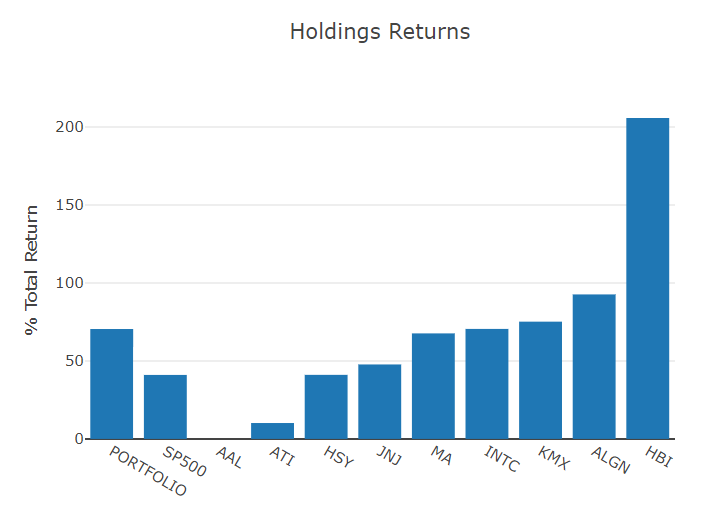 Holdings Returns
% Total Return
200
150
100
50
0
PORTFOLIO
SP500
AAL
ATI
HSY
JNJ
MA
INTC
KMX
ALGN
HBI